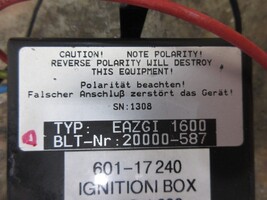 CAUTION! NOTE POLARITY!
REVERSE POLARITY WILL DESTROY
THIS EQUIPMENT!
Polarität beachten!
Falscher Anschluß zerstört das Gerät!
SN:1308
TYP: EAZGI 1600
BLT-Nr:20000-587
601-17240
IGNITION BOX